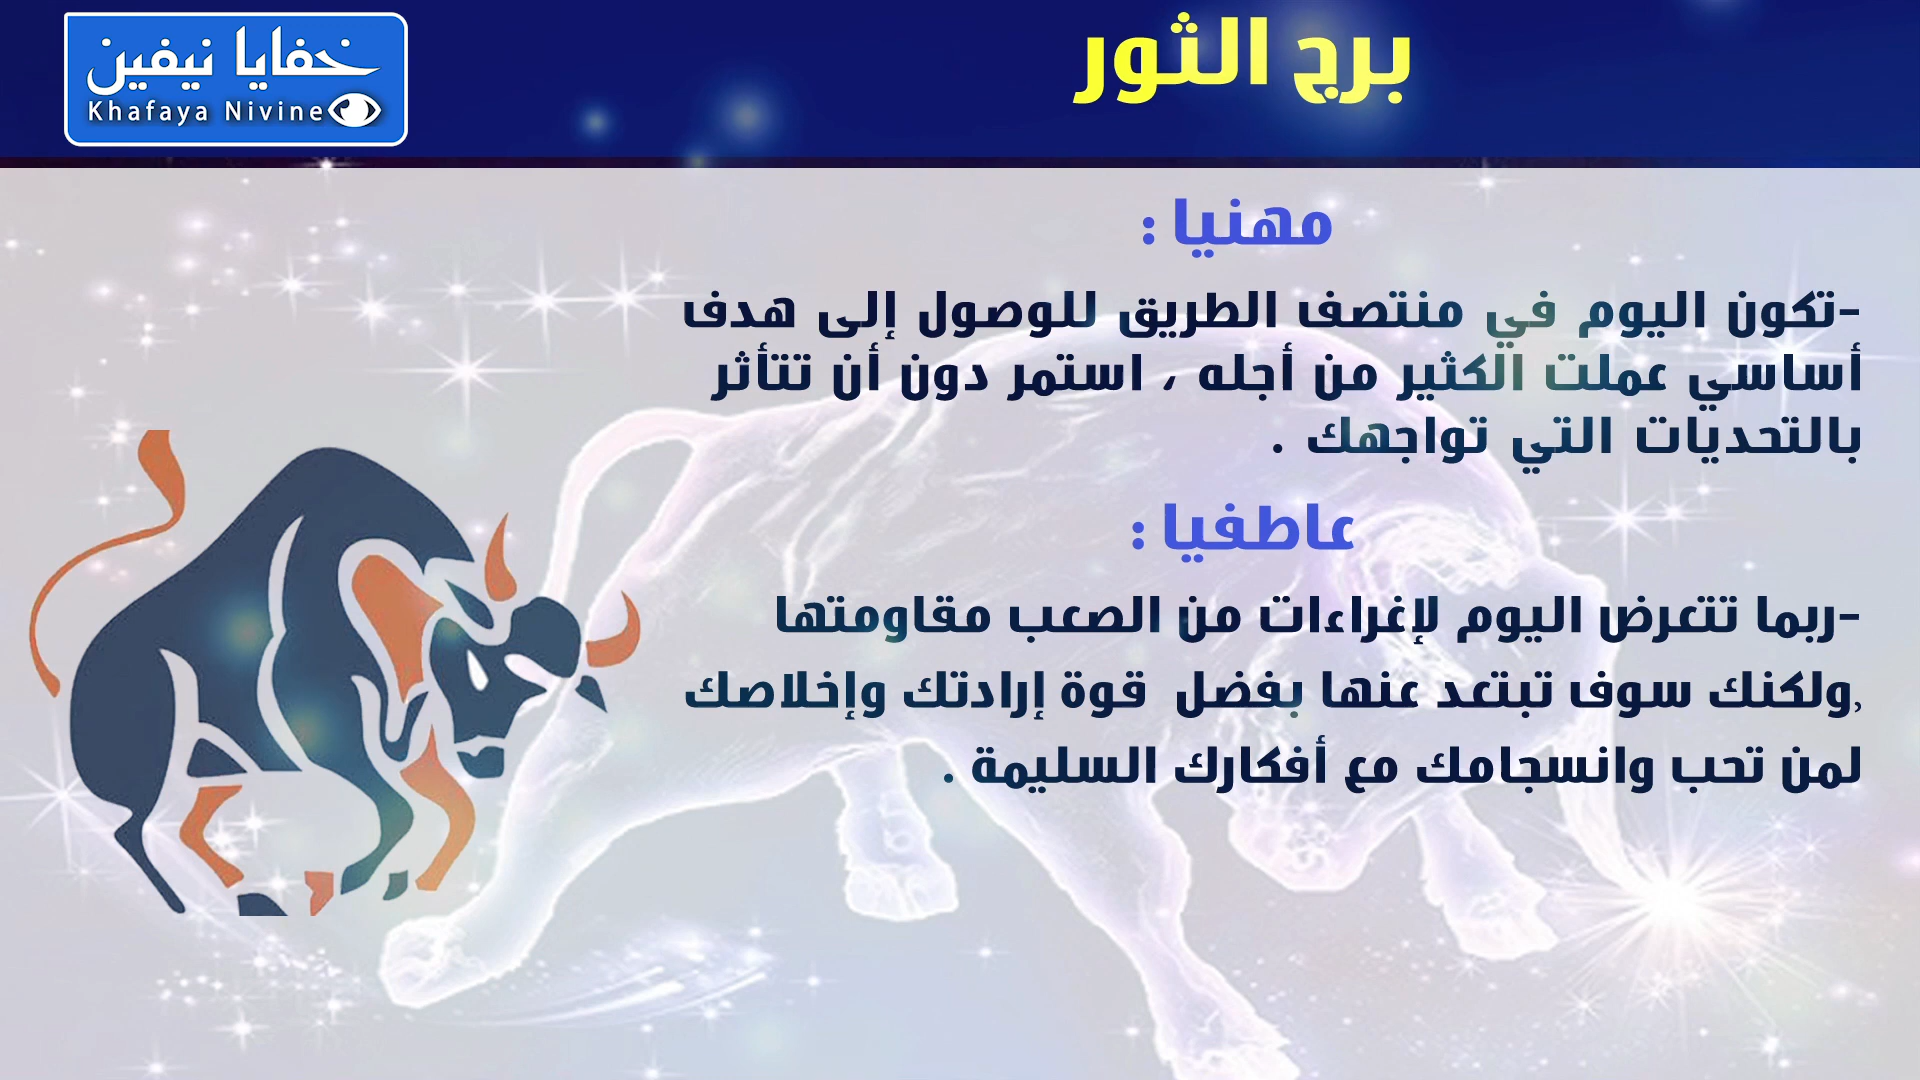 خفايا نيفين
Khafaya Nivine
برج الثور
مهنيا :
-تكون اليوم في منتصف الطريق للوصول إلى هدف
أساسي عملت الكثير من أجله ، استمر دون أن تتأثر
بالتحديات التي تواجهك .
عاطفيا :
-ربما تتعرض اليوم لإغراءات من الصعب مقاومتها
,ولكنك سوف تبتعد عنها بفضل  قوة إرادتك وإخلاصك
لمن تحب وانسجامك مع أفكارك السليمة .